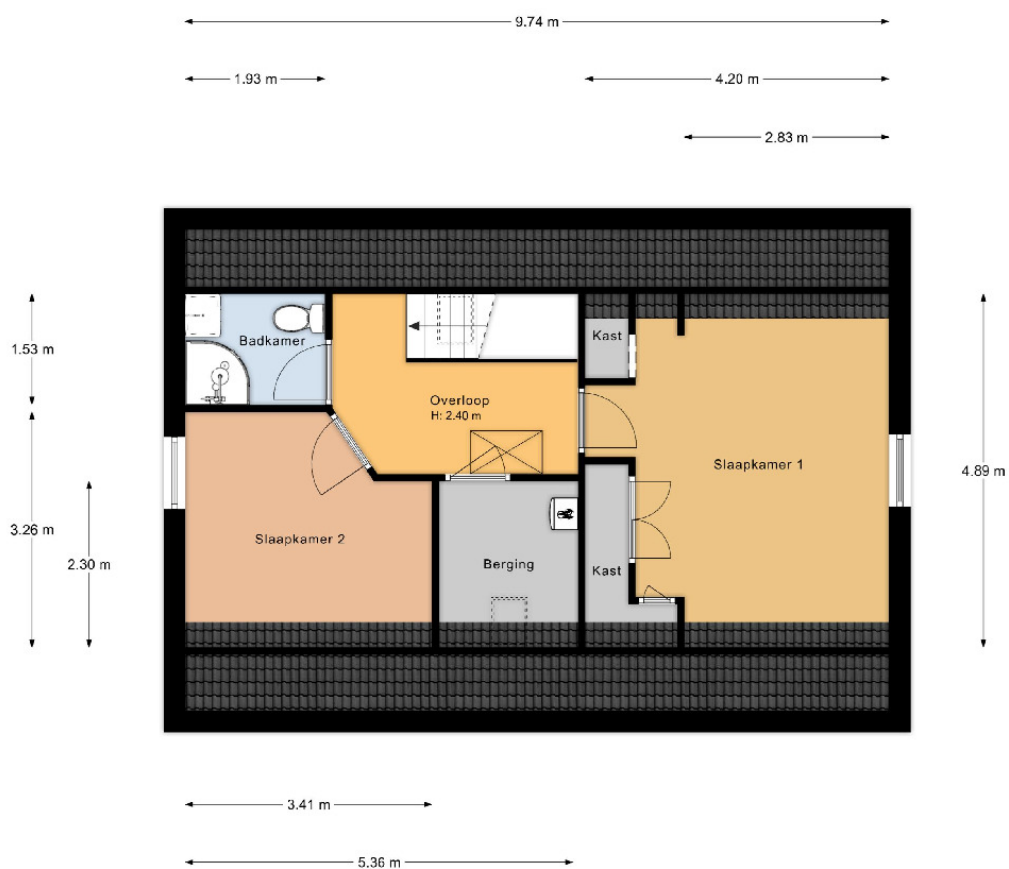 9.74 m
1.93 m
4.20 m
2.83 m
Kast
Badkamer
1.53 m
Overloop
H: 2.40 m
Slaapkamer 1
4.89 m
3.26 m
Slaapkamer 2
2.30 m
Berging
Kast
3.41 m
5.36 m